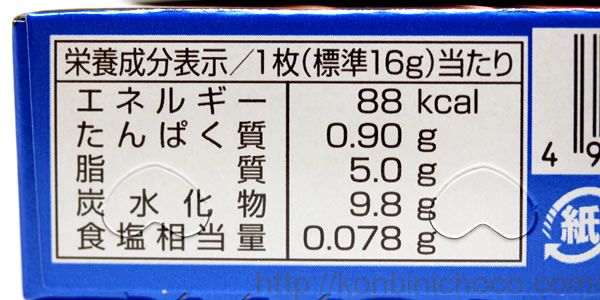 栄養成分表示／1枚(標準16g)当たり
エネルギー 88 kcal
たんぱく質 0.90 g
脂質 5.0 g
炭水化物 9.8 g
食塩相当量 0.078 g
4 9
紙
http://konbinichoco.com/